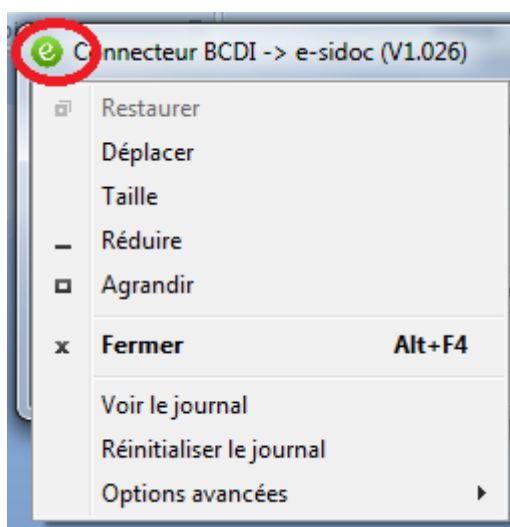 Connecteur BCDI -> e-sidoc (V1.026)
Restaurer
Déplacer
Taille
Réduire
Agrandir
Fermer Alt+F4
Voir le journal
Réinitialiser le journal
Options avancées